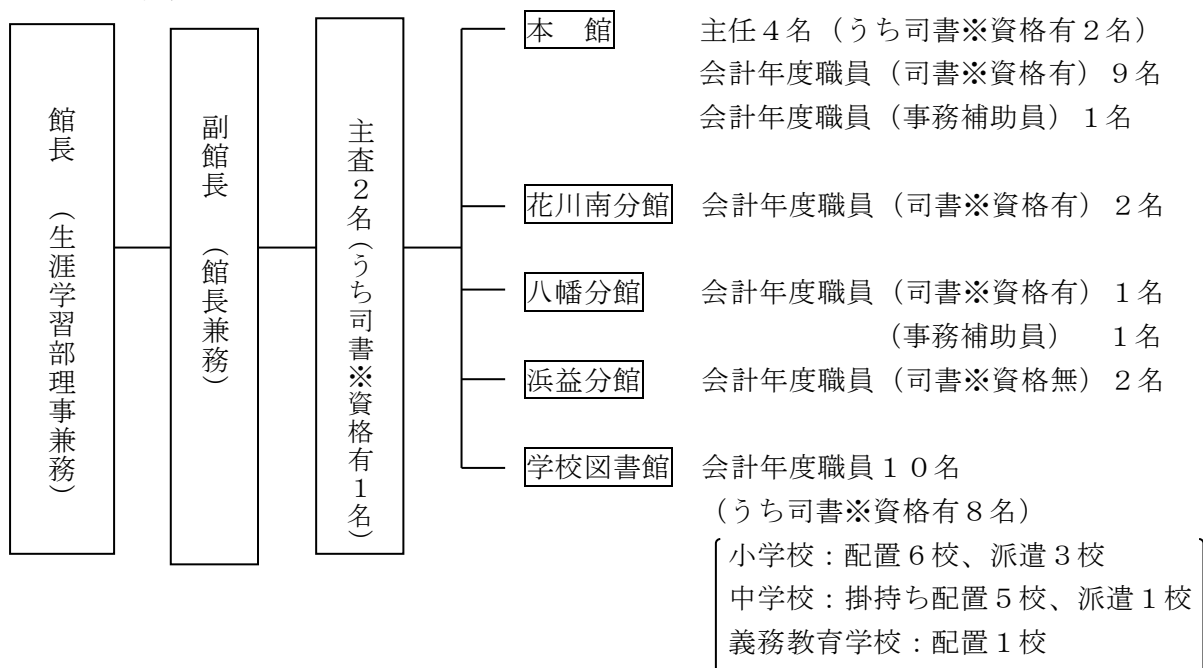 館長　（生涯学習部理事兼務）
副館長　（館長兼務）
主査２名（うち司書※資格有１名）
本　館　主任４名（うち司書※資格有２名）
会計年度職員（司書※資格有）９名
会計年度職員（事務補助員）１名
花川南分館　会計年度職員（司書※資格有）２名
八幡分館　会計年度職員（司書※資格有）１名
（事務補助員）　１名
浜益分館　会計年度職員（司書※資格無）２名
学校図書館　会計年度職員１０名
（うち司書※資格有８名）
小学校：配置６校、派遣３校
中学校：掛持ち配置５校、派遣１校
義務教育学校：配置１校